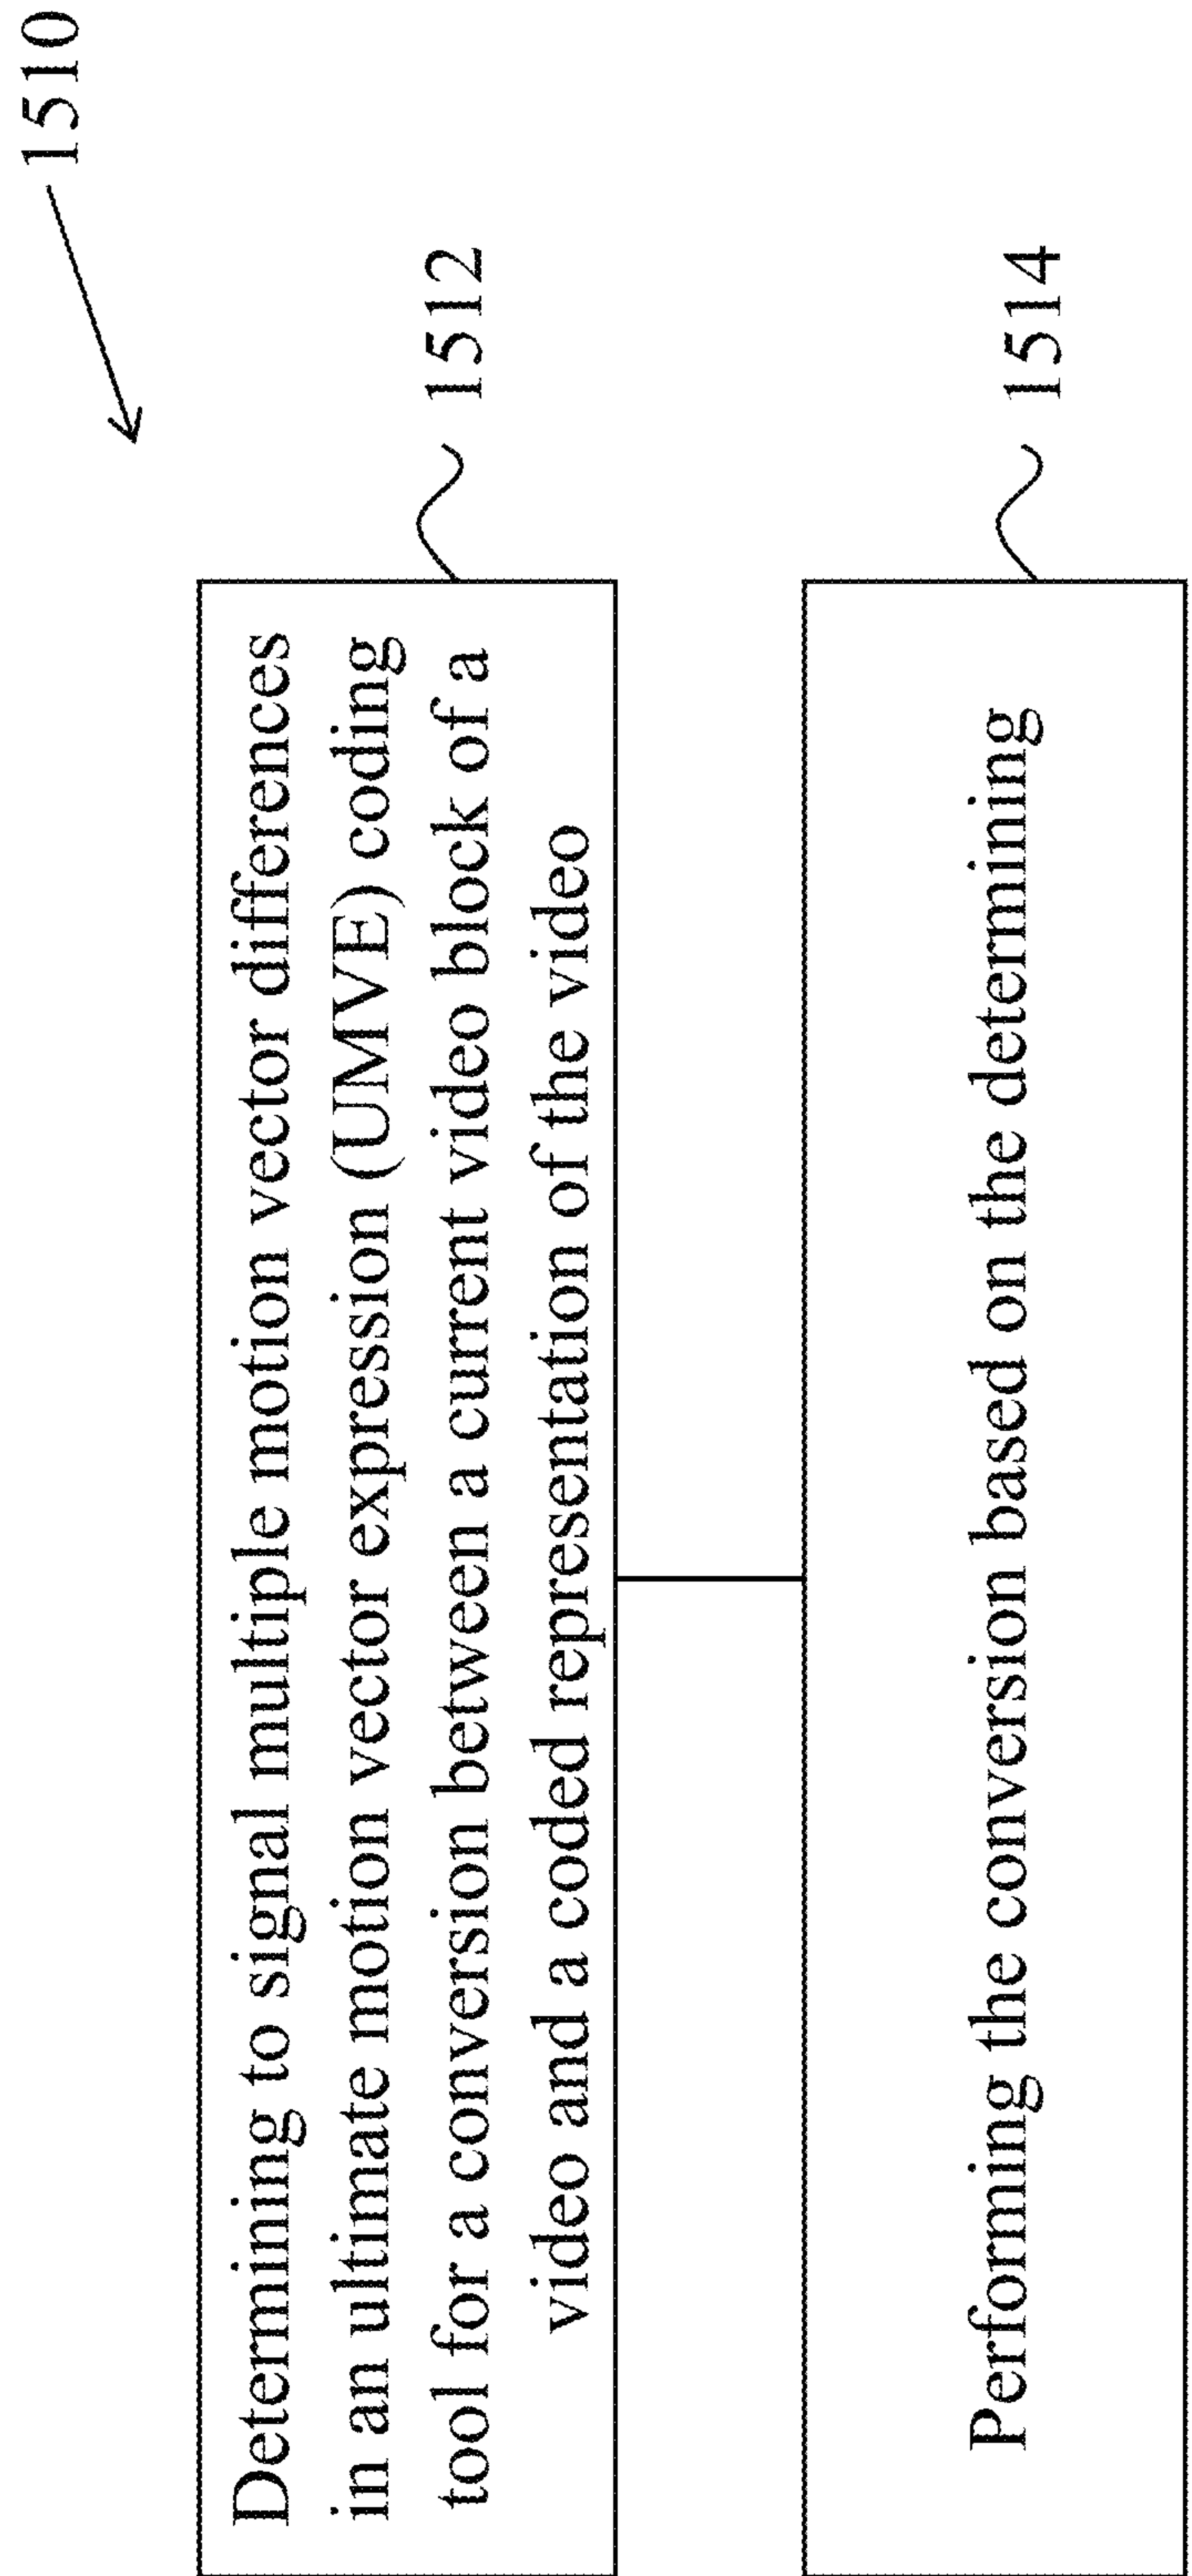 1510
Determining to signal multiple motion vector differences
in an ultimate motion vector expression (UMVE) coding
tool for a conversion between a current video block of a
video and a coded representation of the video
1512
Performing the conversion based on the determining
1514